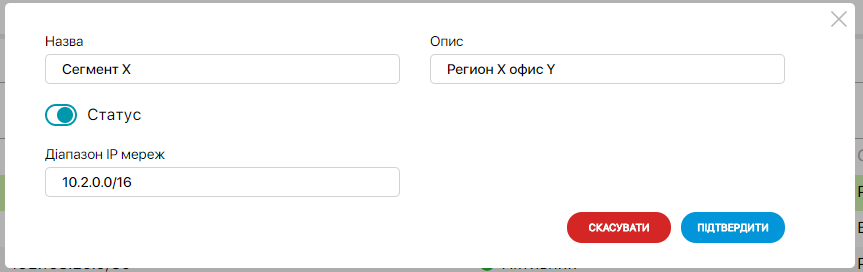 Назва
Опис
Сегмент X
Регион X офис Y
Статус
Діапазон IP мереж
10.2.0.0/16
СКАСУВАТИ
ПІДТВЕРДИТИ